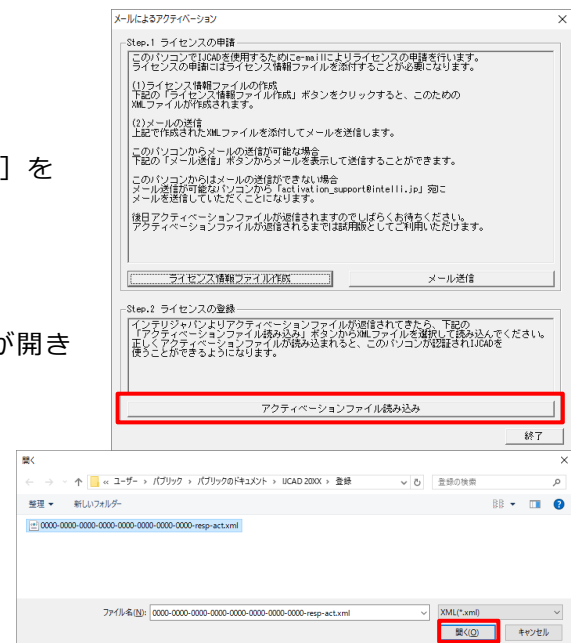 ］を
が開き
メールによるアクティベーション
Step.1 ライセンスの申請
このパソコンでIJCADを使用するためにe-mailによりライセンスの申請を行います。
ライセンスの申請にはライセンス情報ファイルを添付することが必要になります。
(1)ライセンス情報ファイルの作成
下記の「ライセンス情報ファイル作成」ボタンをクリックすると、このための
XMLファイルが作成されます。
(2)メールの送信
上記で作成されたXMLファイルを添付してメールを送信します。
このパソコンからメールの送信が可能な場合
下記の「メール送信」ボタンからメールを表示して送信することができます。
このパソコンからはメールの送信ができない場合
メール送信が可能なパソコンから「activation_support@intelli.jp」宛に
メールを送信していただくことになります。
後日アクティベーションファイルが返信されますのでしばらくお待ちください。
アクティベーションファイルが返信されるまでは試用版としてご利用いただけます。
ライセンス情報ファイル作成
メール送信
Step.2 ライセンスの登録
インテリジャパンよりアクティベーションファイルが返信されてきたら、下記の
「アクティベーションファイル読み込み」ボタンからXMLファイルを選択して読み込んでください。
正しくアクティベーションファイルが読み込まれると、このパソコンが認証されIJCADを
使うことができるようになります。
アクティベーションファイル読み込み
終了
開く
« ユーザー › パブリック › パブリックのドキュメント › IJCAD 20XX › 登録
登録の検索
整理 新しいフォルダー
0000-0000-0000-0000-0000-0000-0000-0000-resp-act.xml
ファイル名(N): 0000-0000-0000-0000-0000-0000-0000-0000-resp-act.xml
XML(*.xml)
開く(O) キャンセル